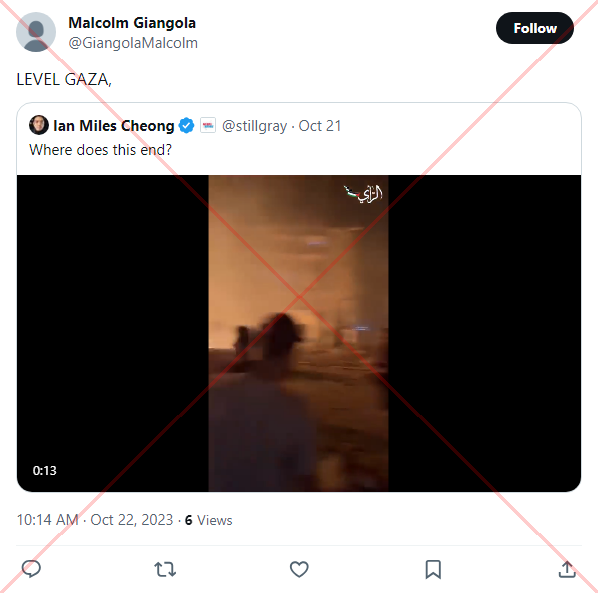 Malcolm Giangola
@GiangolaMalcolm
Follow
LEVEL GAZA,
Ian Miles Cheong @stillgray · Oct 21
Where does this end?
الرأي
0:13
10:14 AM · Oct 22, 2023 · 6 Views